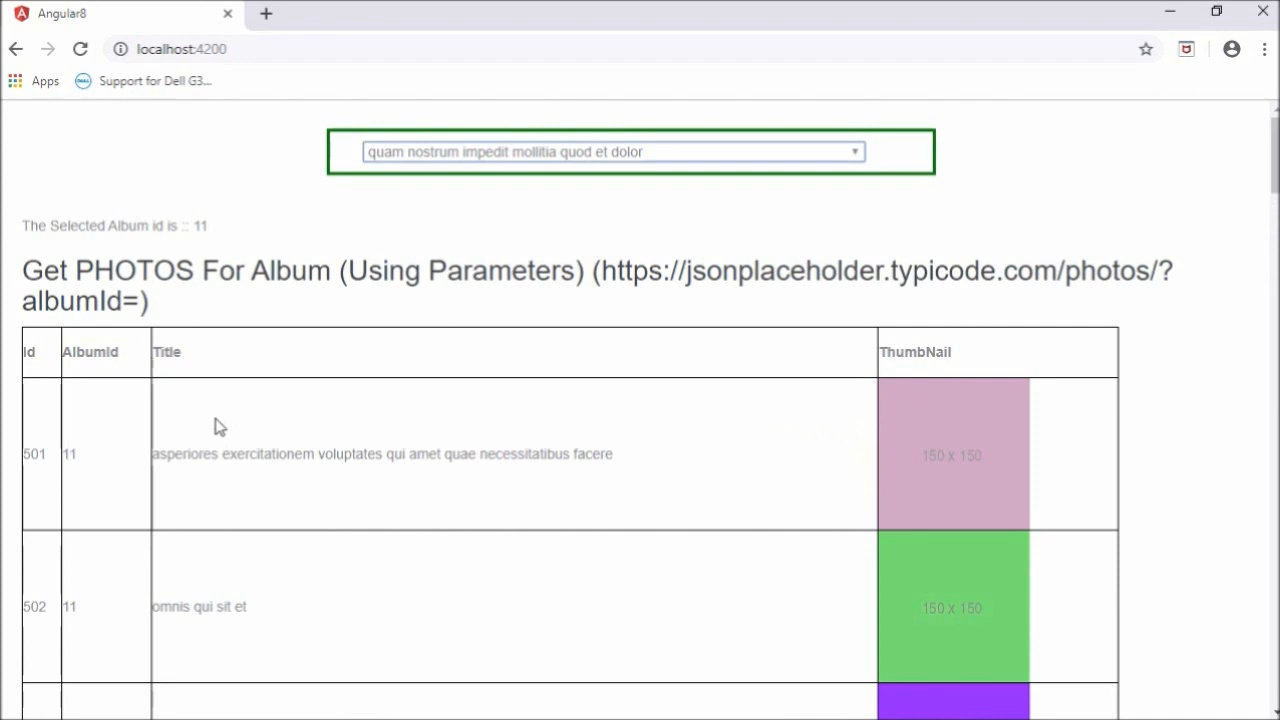 Angular8
localhost:4200
Apps
Support for Dell G3...
quam nostrum impedit mollitia quod et dolor
The Selected Album id is :: 11
Get PHOTOS For Album (Using Parameters) (https://jsonplaceholder.typicode.com/photos/?
albumId=)
Id AlbumId Title ThumbNail
501 11 asperiores exercitationem voluptates qui amet quae necessitatibus facere 150 x 150
502 11 omnis qui sit et 150 x 150